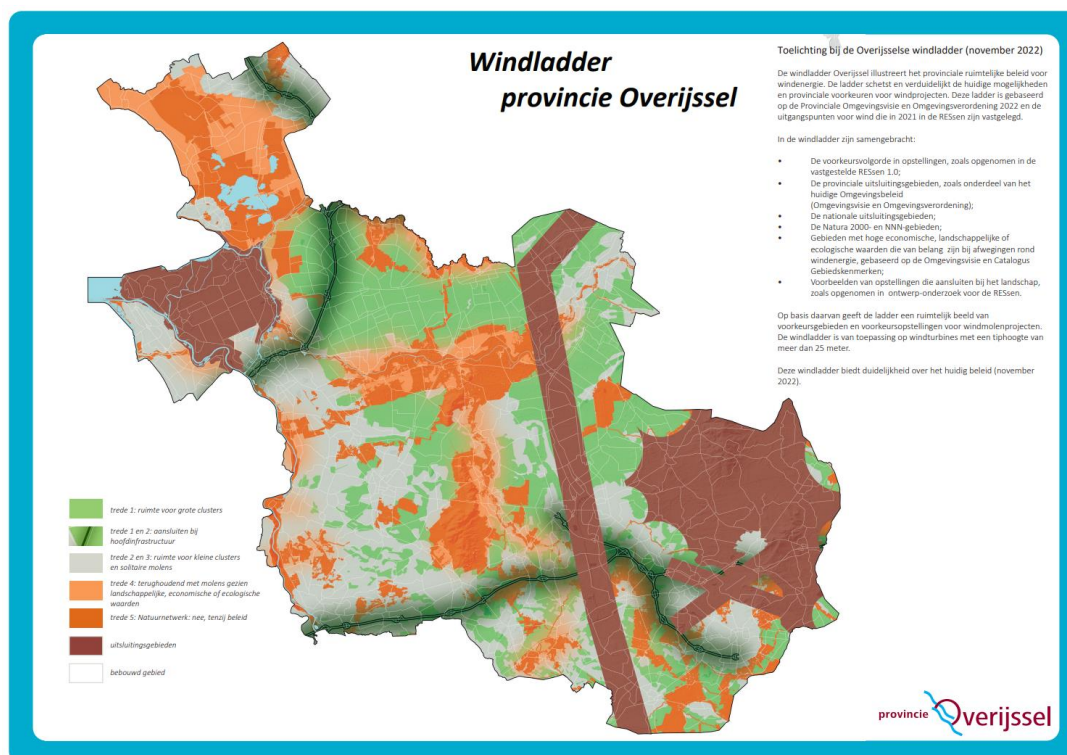 Windladder
provincie Overijssel
Toelichting bij de Overijsselse windladder (november 2022)
De windladder Overijssel illustreert het provinciale ruimtelijke beleid voor
windenergie. De ladder schetst en verduidelijkt de huidige mogelijkheden
en provinciale voorkeuren voor windprojecten. Deze ladder is gebaseerd
op de Provinciale Omgevingsvisie en Omgevingsverordening 2022 en de
uitgangspunten voor wind die in 2021 in de RESsen zijn vastgelegd.
In de windladder zijn samengebracht:
• De voorkeursvolgorde in opstellingen, zoals opgenomen in de
vastgestelde RESsen 1.0;
• De provinciale uitsluitingsgebieden, zoals onderdeel van het
huidige Omgevingsbeleid
(Omgevingsvisie en Omgevingsverordening);
• De nationale uitsluitingsgebieden;
• De Natura 2000- en NNN-gebieden;
• Gebieden met hoge economische, landschappelijke of
ecologische waarden die van belang zijn bij afwegingen rond
windenergie, gebaseerd op de Omgevingsvisie en Catalogus
Gebiedskenmerken;
• Voorbeelden van opstellingen die aansluiten bij het landschap,
zoals opgenomen in ontwerp-onderzoek voor de RESsen.
Op basis daarvan geeft de ladder een ruimtelijk beeld van
voorkeursgebieden en voorkeursopstellingen voor windmolenprojecten.
De windladder is van toepassing op windturbines met een tiphoogte van
meer dan 25 meter.
Deze windladder biedt duidelijkheid over het huidig beleid (november
2022).
trede 1: ruimte voor grote clusters
trede 1 en 2: aansluiten bij
hoofdinfrastructuur
trede 2 en 3: ruimte voor kleine clusters
en solitaire molens
trede 4: terughoudend met molens gezien
landschappelijke, economische of ecologische
waarden
trede 5: Natuurnetwerk: nee, tenzij beleid
uitsluitingsgebieden
bebouwd gebied
provincie Overijssel